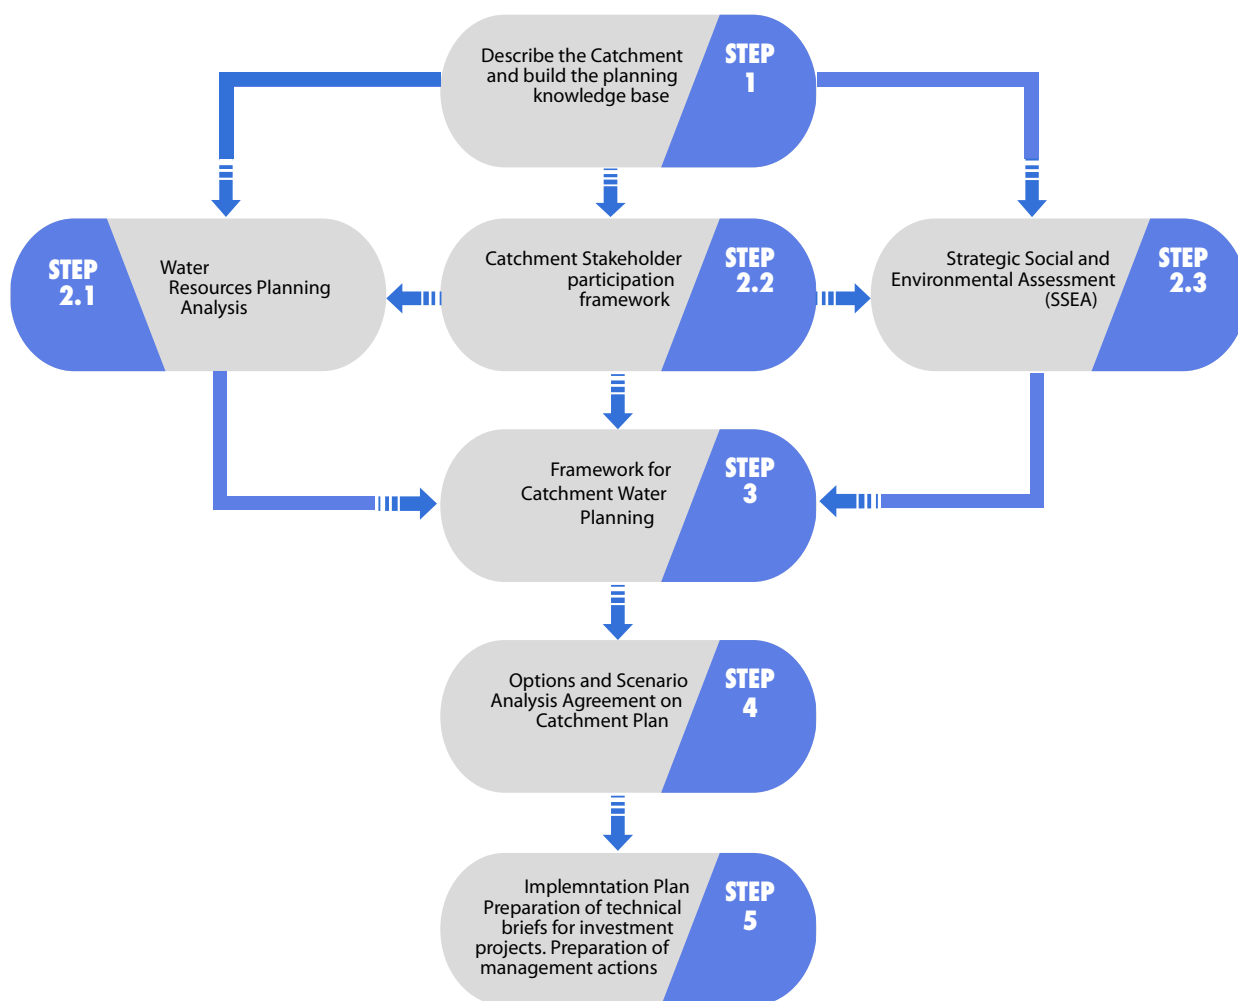 Describe the Catchment
and build the planning
knowledge base
STEP
1
STEP
2.1
Water
Resources Planning
Analysis
Catchment Stakeholder
participation
framework
STEP
2.2
Strategic Social and
Environmental Assessment
(SSEA)
STEP
2.3
Framework for
Catchment Water
Planning
STEP
3
Options and Scenario
Analysis Agreement on
Catchment Plan
STEP
4
Implemntation Plan
Preparation of technical
briefs for investment
projects. Preparation of
management actions
STEP
5